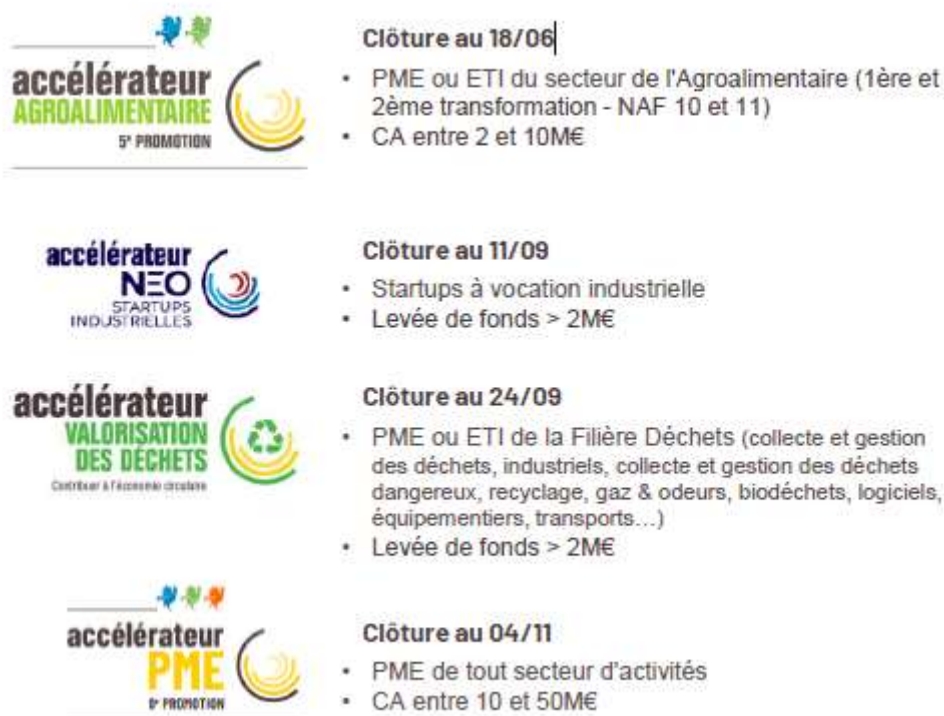 accélérateur
AGROALIMENTAIRE
5e PROMOTION
Clôture au 18/06
• PME ou ETI du secteur de l'Agroalimentaire (1ère et
2ème transformation - NAF 10 et 11)
• CA entre 2 et 10M€
accélérateur
NEO
STARTUPS
INDUSTRIELLES
Clôture au 11/09
• Startups à vocation industrielle
• Levée de fonds > 2M€
accélérateur
VALORISATION
DES DÉCHETS
Contribuer à l'économie circulaire
Clôture au 24/09
• PME ou ETI de la Filière Déchets (collecte et gestion
des déchets, industriels, collecte et gestion des déchets
dangereux, recyclage, gaz & odeurs, biodéchets, logiciels,
équipementiers, transports…)
• Levée de fonds > 2M€
accélérateur
PME
PROMOTION
Clôture au 04/11
• PME de tout secteur d'activités
• CA entre 10 et 50M€